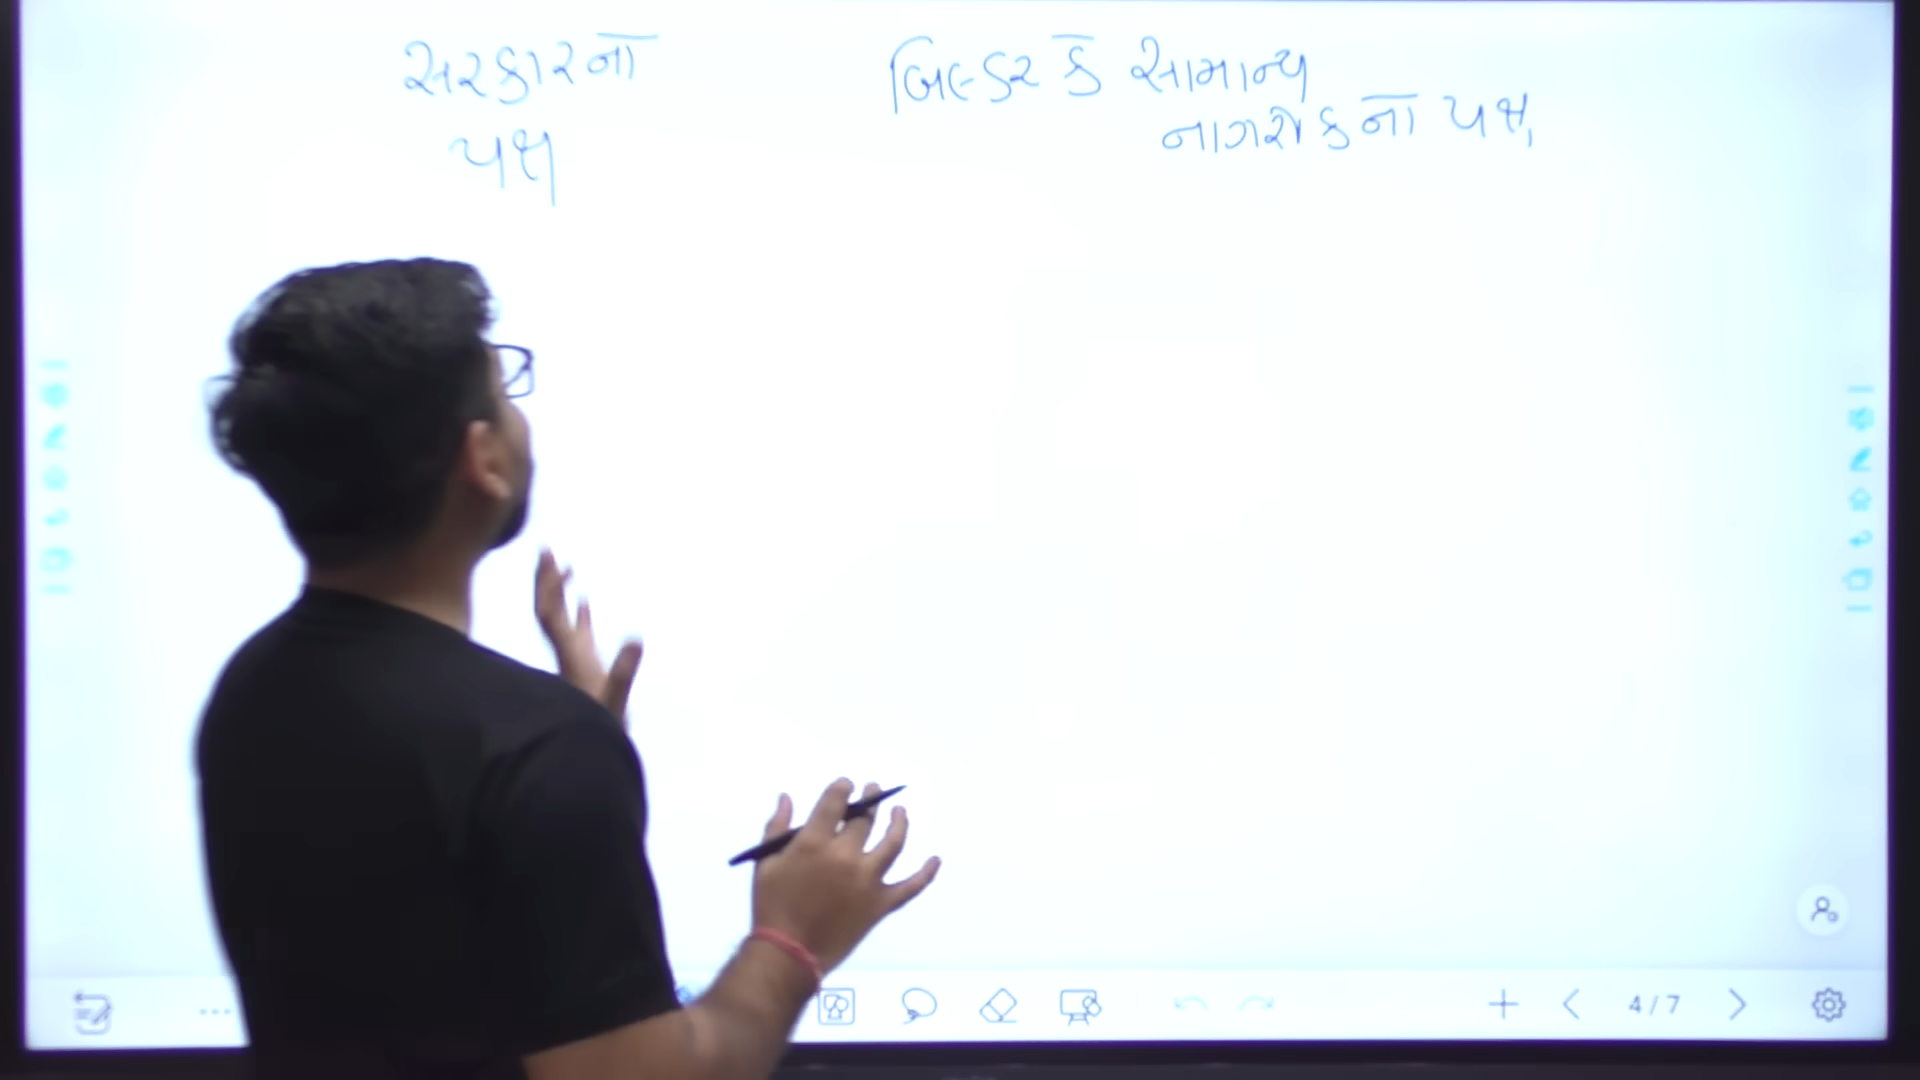 સરકારના
પક્ષ
બિલ્ડર કે સામાન્ય
નાગરીકના પક્ષ
4/7